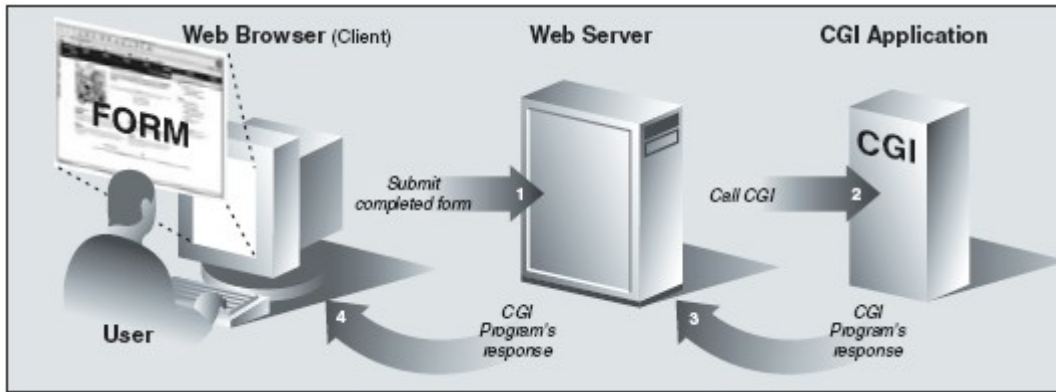 Web Browser (Client)
Web Server
CGI Application
FORM
CGI
Submit
completed form
1
Call CGI
2
User
4
CGI
Program's
response
3
CGI
Program's
response